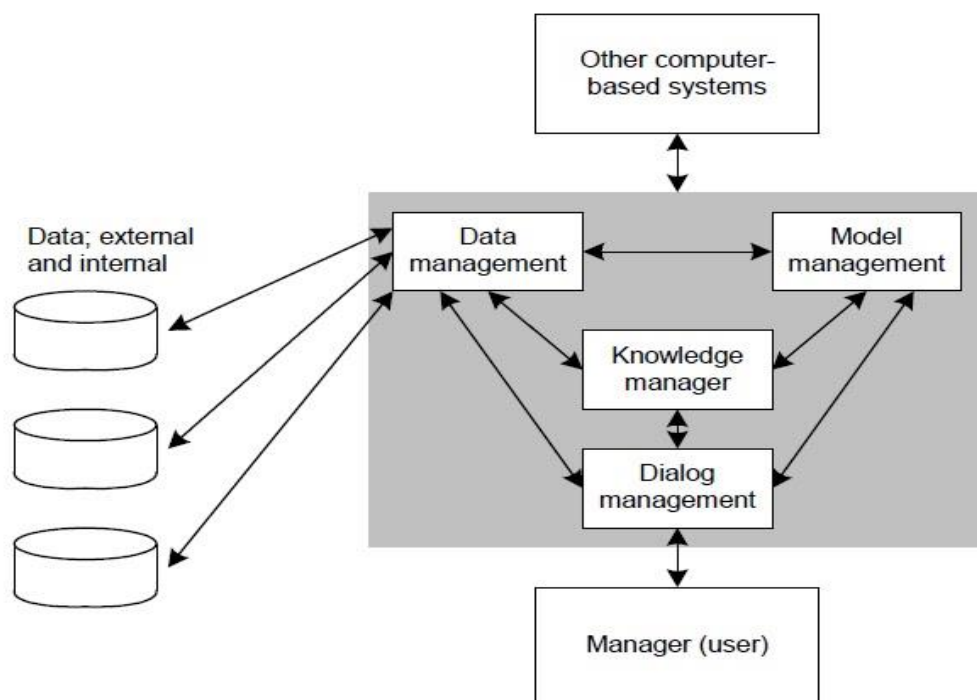 Other computer-
based systems
Data; external
and internal
Data
management
Model
management
Knowledge
manager
Dialog
management
Manager (user)